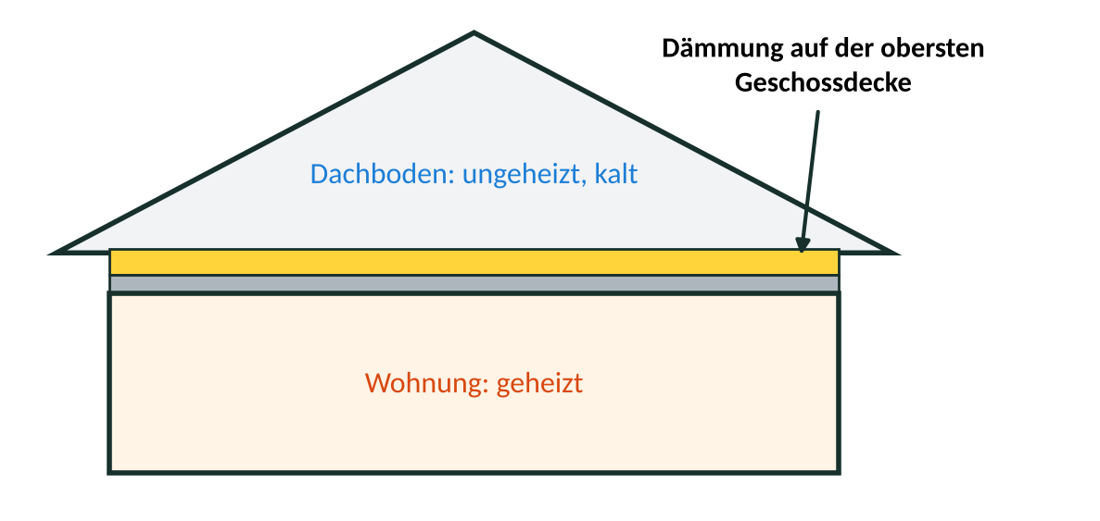 Dämmung auf der obersten
Geschossdecke
Dachboden: ungeheizt, kalt
Wohnung: geheizt